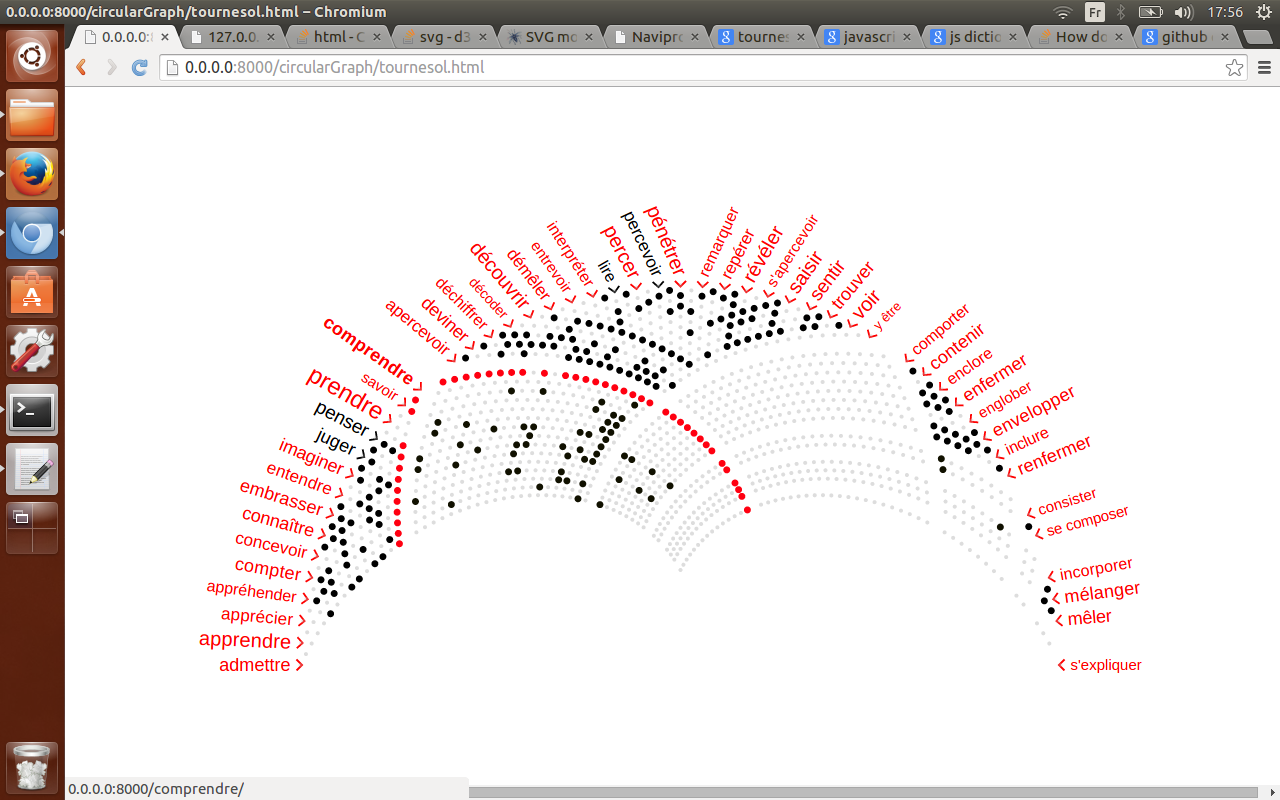 0.0.0.0:8000/circularGraph/tournesol.html – Chromium
Fr
17:56
0.0.0.0:
127.0.0.
html - C
svg - d3
SVG mo
Navipro
tournes
javascri
js dictio
How do
github
0.0.0.0:8000/circularGraph/tournesol.html
admettre
apprendre
apprécier
appréhender
compter
concevoir
connaître
embrasser
entendre
imaginer
juger
penser
prendre
savoir
comprendre
apercevoir
deviner
déchiffrer
décoder
découvrir
démêler
entrevoir
interpréter
lire
percer
percevoir
pénétrer
remarquer
repérer
révéler
s'apercevoir
saisir
sentir
trouver
voir
y être
comporter
contenir
enclore
enfermer
englober
envelopper
inclure
renfermer
consister
se composer
incorporer
mélanger
mêler
s'expliquer
0.0.0.0:8000/comprendre/